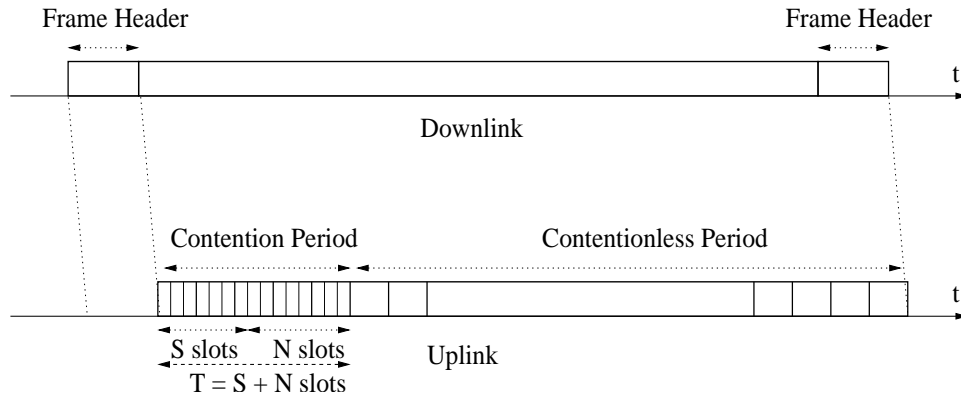 Frame Header
Frame Header
t
Downlink
Contention Period
Contentionless Period
t
S slots
N slots
Uplink
T = S + N slots